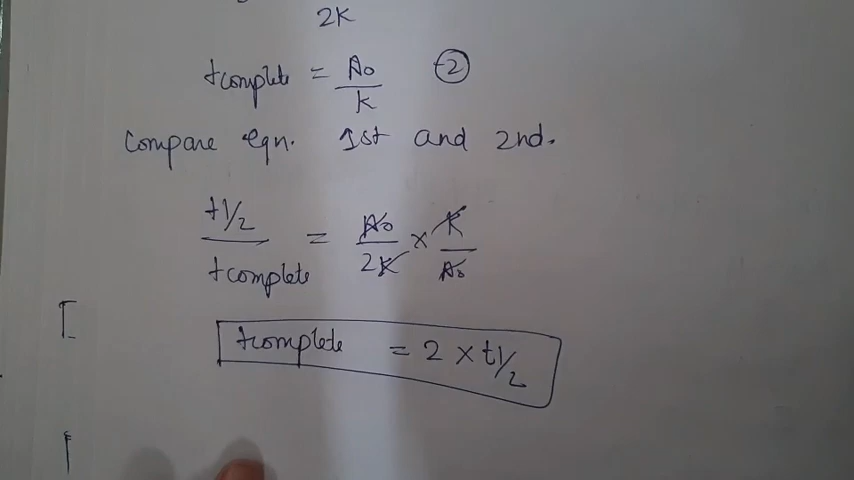 2K
tcomplete = A₀/K (2)
Compare eqn. 1st and 2nd.
t1/2 / tcomplete = A₀/2K × K/A₀
tcomplete = 2 × t1/2